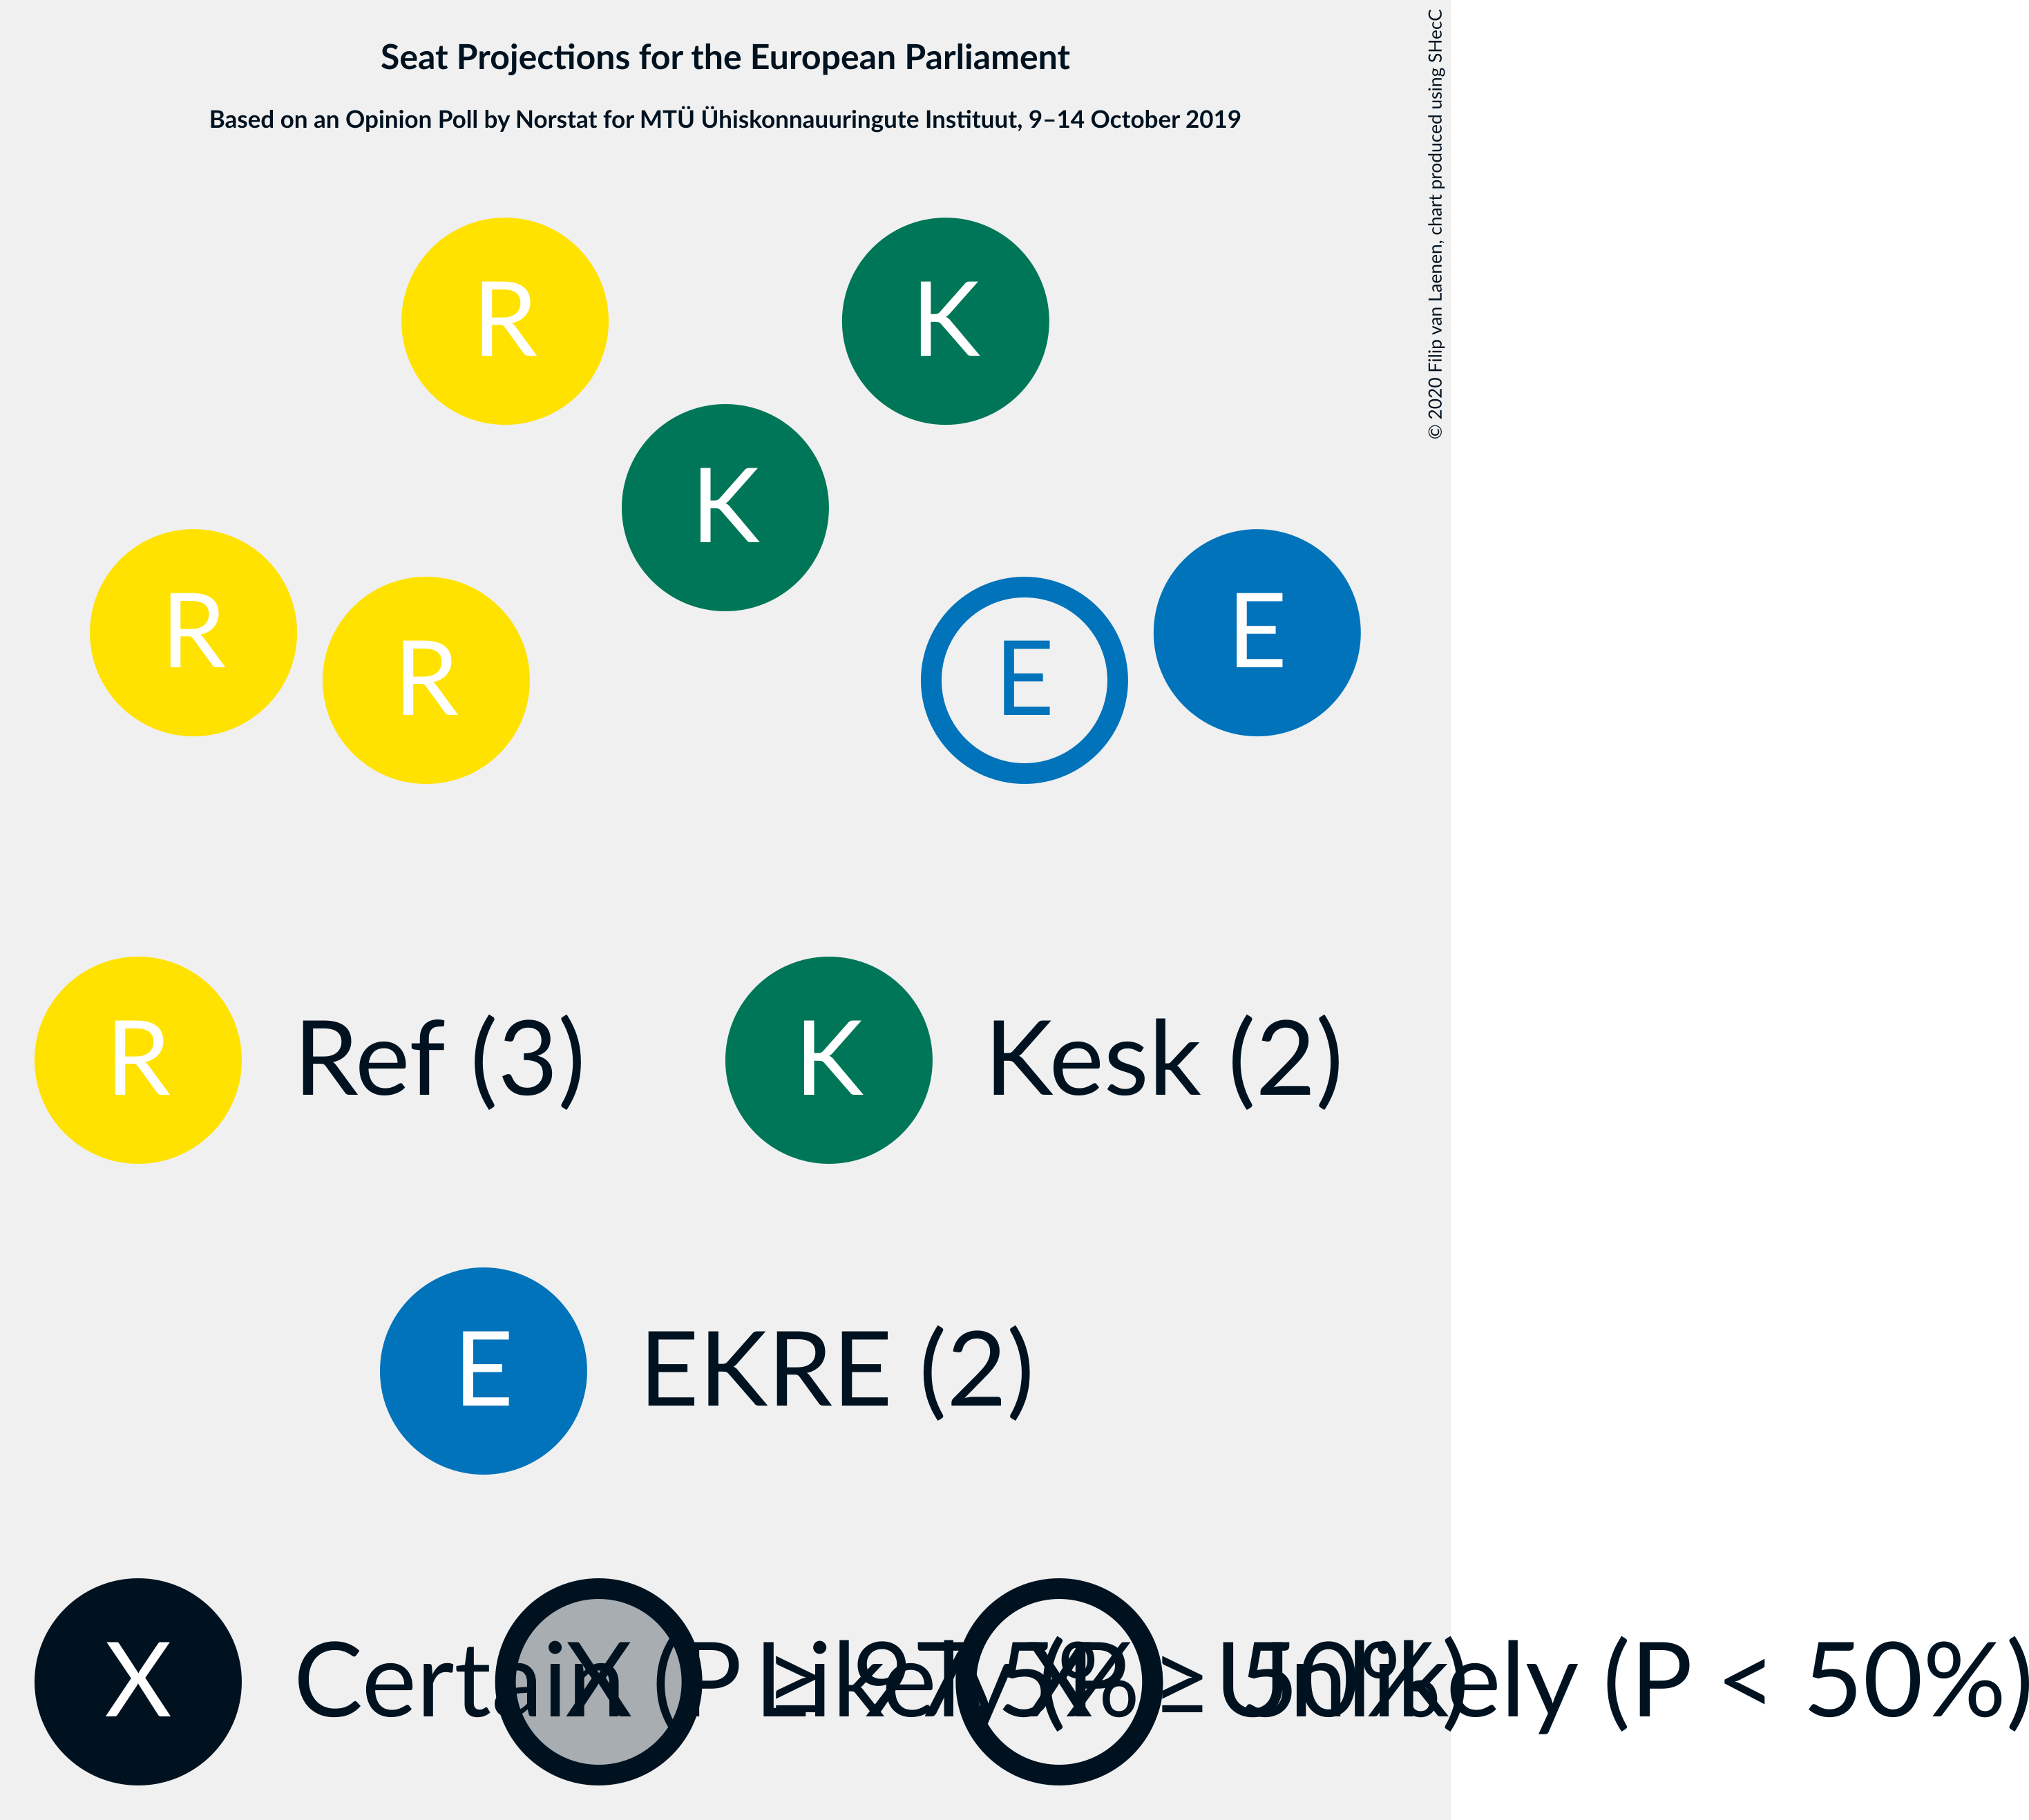 Seat Projections for the European Parliament
Based on an Opinion Poll by Norstat for MTÜ Ühiskonnauuringute Instituut, 9–14 October 2019
© 2020 Filip van Laenen, chart produced using SHecC
R
K
K
R
R
E
E
R Ref (3)
K Kesk (2)
E EKRE (2)
X Certain (P ≥ 95%)
X Likely (P ≥ 50%)
X Unlikely (P < 50%)